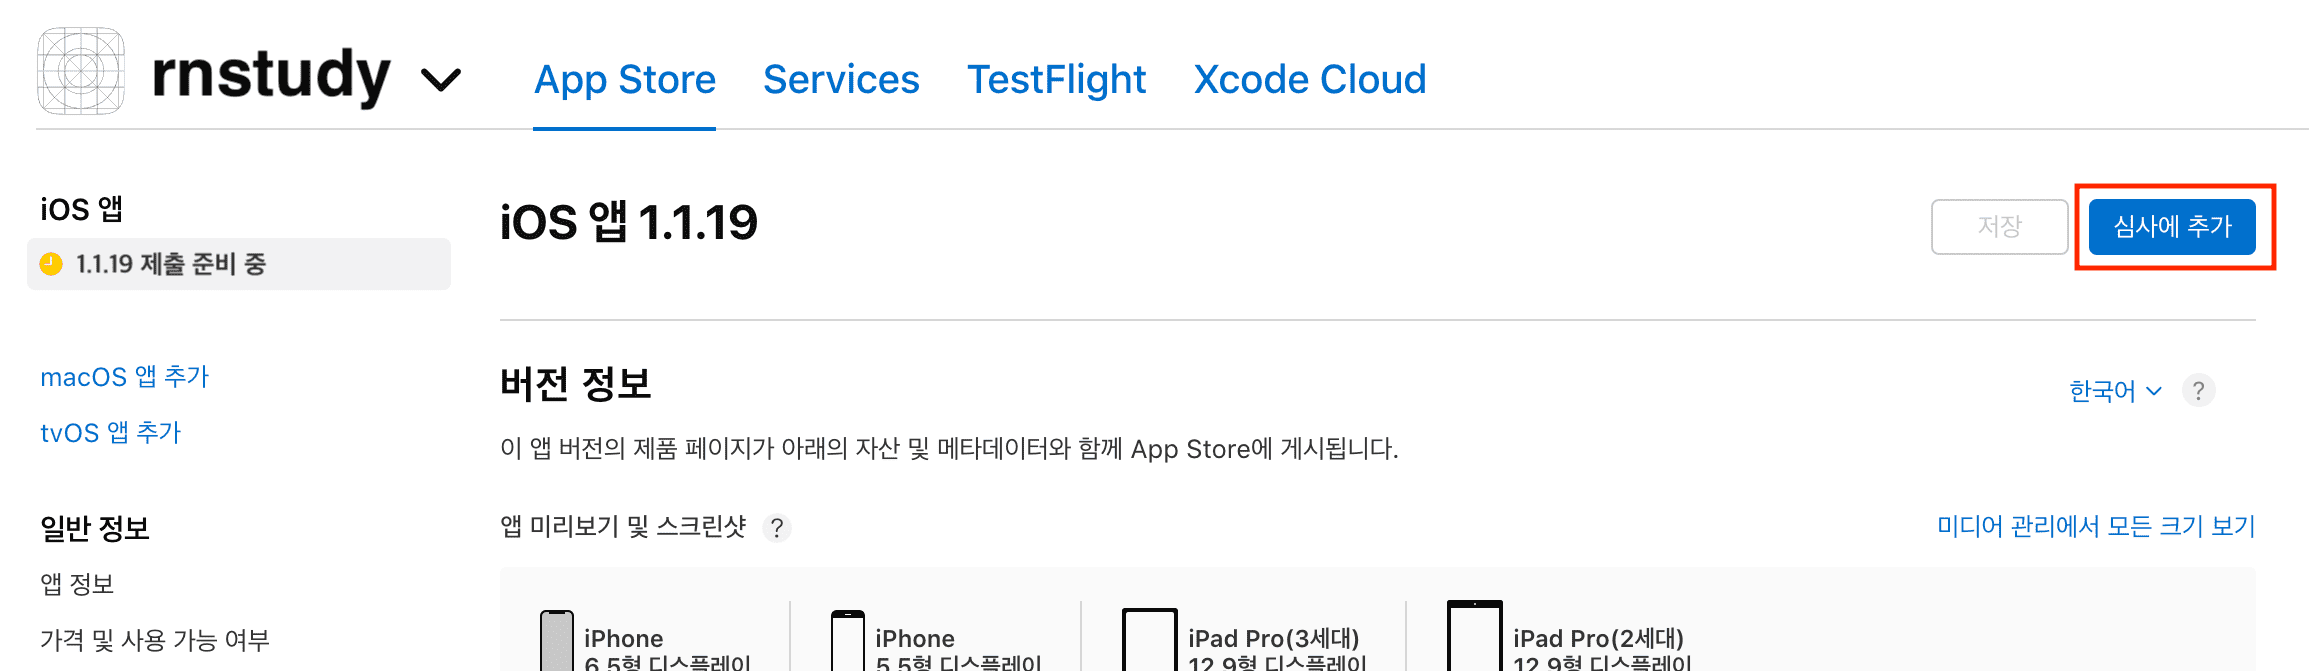 rnstudy
App Store Services TestFlight Xcode Cloud
iOS 앱
1.1.19 제출 준비 중
macOS 앱 추가
tvOS 앱 추가
일반 정보
앱 정보
가격 및 사용 가능 여부
iOS 앱 1.1.19
저장
심사에 추가
버전 정보
한국어
?
이 앱 버전의 제품 페이지가 아래의 자산 및 메타데이터와 함께 App Store에 게시됩니다.
앱 미리보기 및 스크린샷 ?
미디어 관리에서 모든 크기 보기
iPhone
6.5형 디스플레이
iPhone
5.5형 디스플레이
iPad Pro(3세대)
12.9형 디스플레이
iPad Pro(2세대)
12.9형 디스플레이